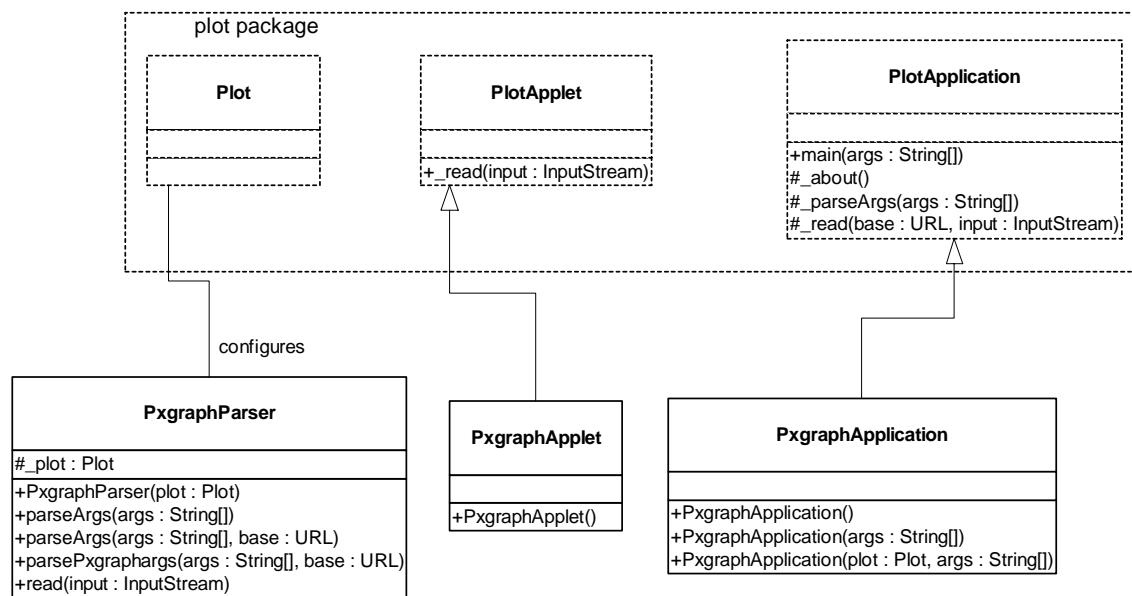 plot package
Plot
PlotApplet
+_read(input : InputStream)
PlotApplication
+main(args : String[])
#_about()
#_parseArgs(args : String[])
#_read(base : URL, input : InputStream)
configures
PxgraphParser
#_plot : Plot
+PxgraphParser(plot : Plot)
+parseArgs(args : String[])
+parseArgs(args : String[], base : URL)
+parsePxgraphargs(args : String[], base : URL)
+read(input : InputStream)
PxgraphApplet
+PxgraphApplet()
PxgraphApplication
+PxgraphApplication()
+PxgraphApplication(args : String[])
+PxgraphApplication(plot : Plot, args : String[])